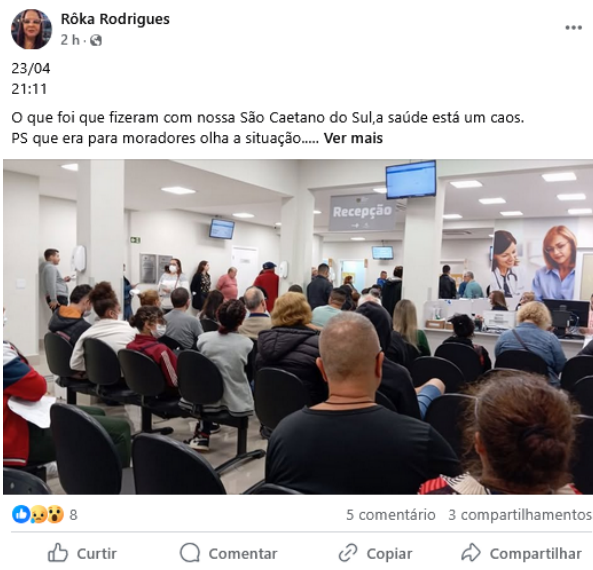 Rôka Rodrigues
2 h
23/04
21:11
O que foi que fizeram com nossa São Caetano do Sul,a saúde está um caos.
PS que era para moradores olha a situação..... Ver mais
Recepção
8
5 comentário 3 compartilhamentos
Curtir Comentar Copiar Compartilhar